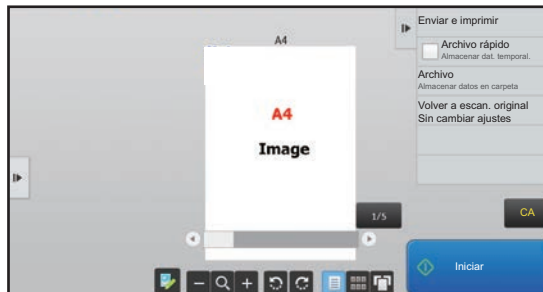 A4
A4
Image
1/5
Enviar e imprimir
Archivo rápido
Almacenar dat. temporal.
Archivo
Almacenar datos en carpeta
Volver a escan. original
Sin cambiar ajustes
CA
Iniciar